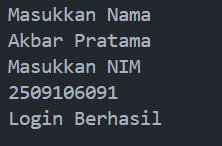 Masukkan Nama
Akbar Pratama
Masukkan NIM
2509106091
Login Berhasil